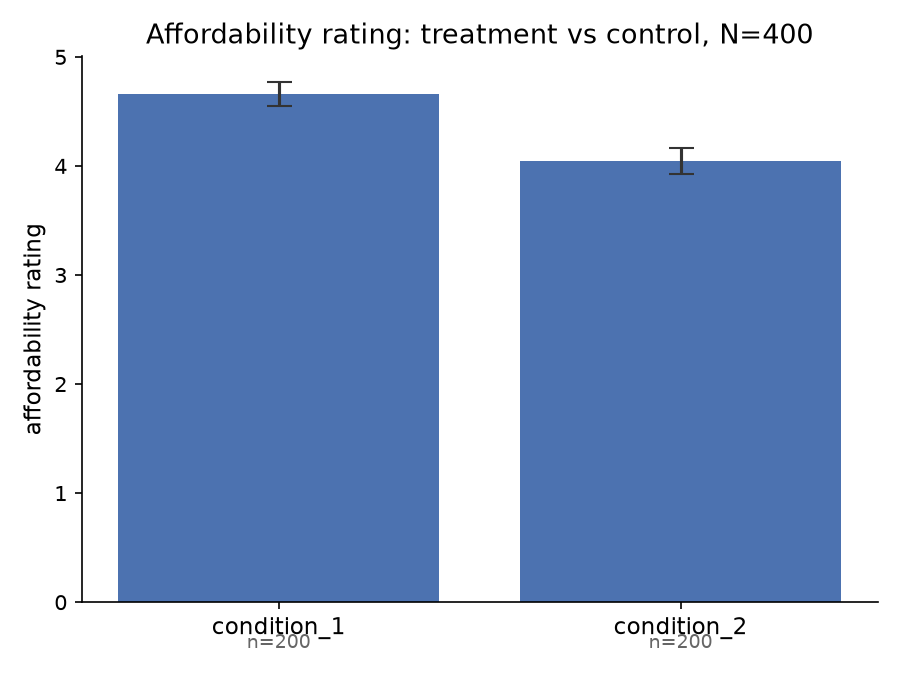 Affordability rating: treatment vs control, N=400
affordability rating
5
4
3
2
1
0
condition_1
n=200
condition_2
n=200